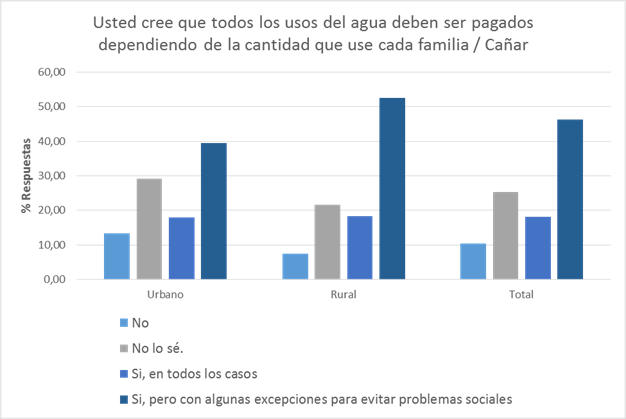 Usted cree que todos los usos del agua deben ser pagados
dependiendo de la cantidad que use cada familia / Cañar
% Respuestas
60,00
50,00
40,00
30,00
20,00
10,00
0,00
Urbano Rural Total
No
No lo sé.
Si, en todos los casos
Si, pero con algunas excepciones para evitar problemas sociales